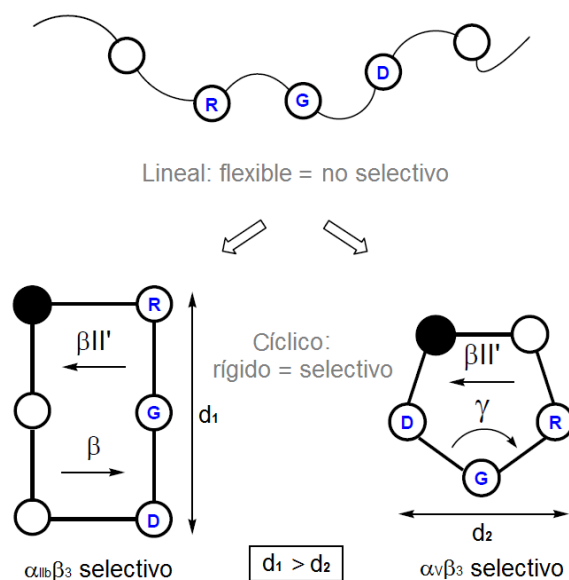 R G D
Lineal: flexible = no selectivo
R
βII'
G
β
D
d₁
αIIbβ₃ selectivo
Cíclico:
rígido = selectivo
d₁ > d₂
βII'
D γ R
G
d₂
αVβ₃ selectivo